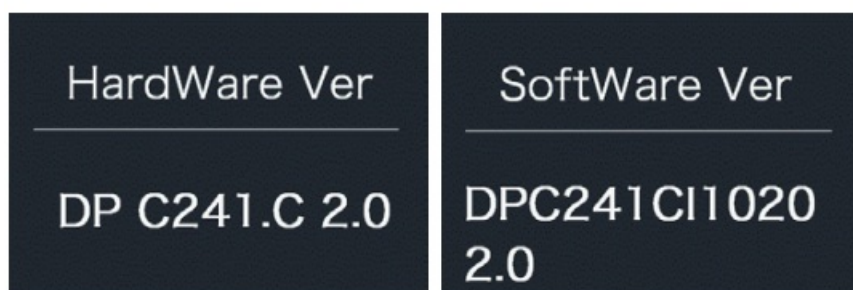 HardWare Ver
DP C241.C 2.0
SoftWare Ver
DPC241CI1020
2.0